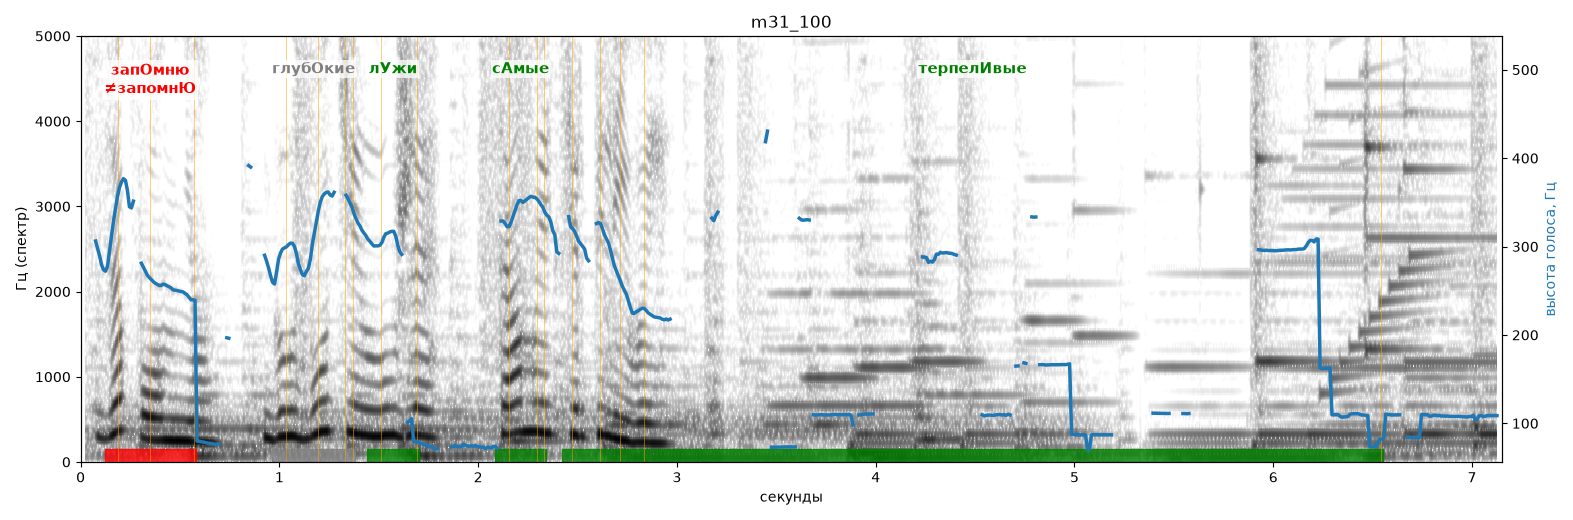 m31_100
запОмню
≠запомнЮ
глубОкие
лУжи
сАмые
терпелИвые
5000
4000
3000
2000
1000
0
Гц (спектр)
500
400
300
200
100
высота голоса, Гц
0 1 2 3 4 5 6 7
секунды